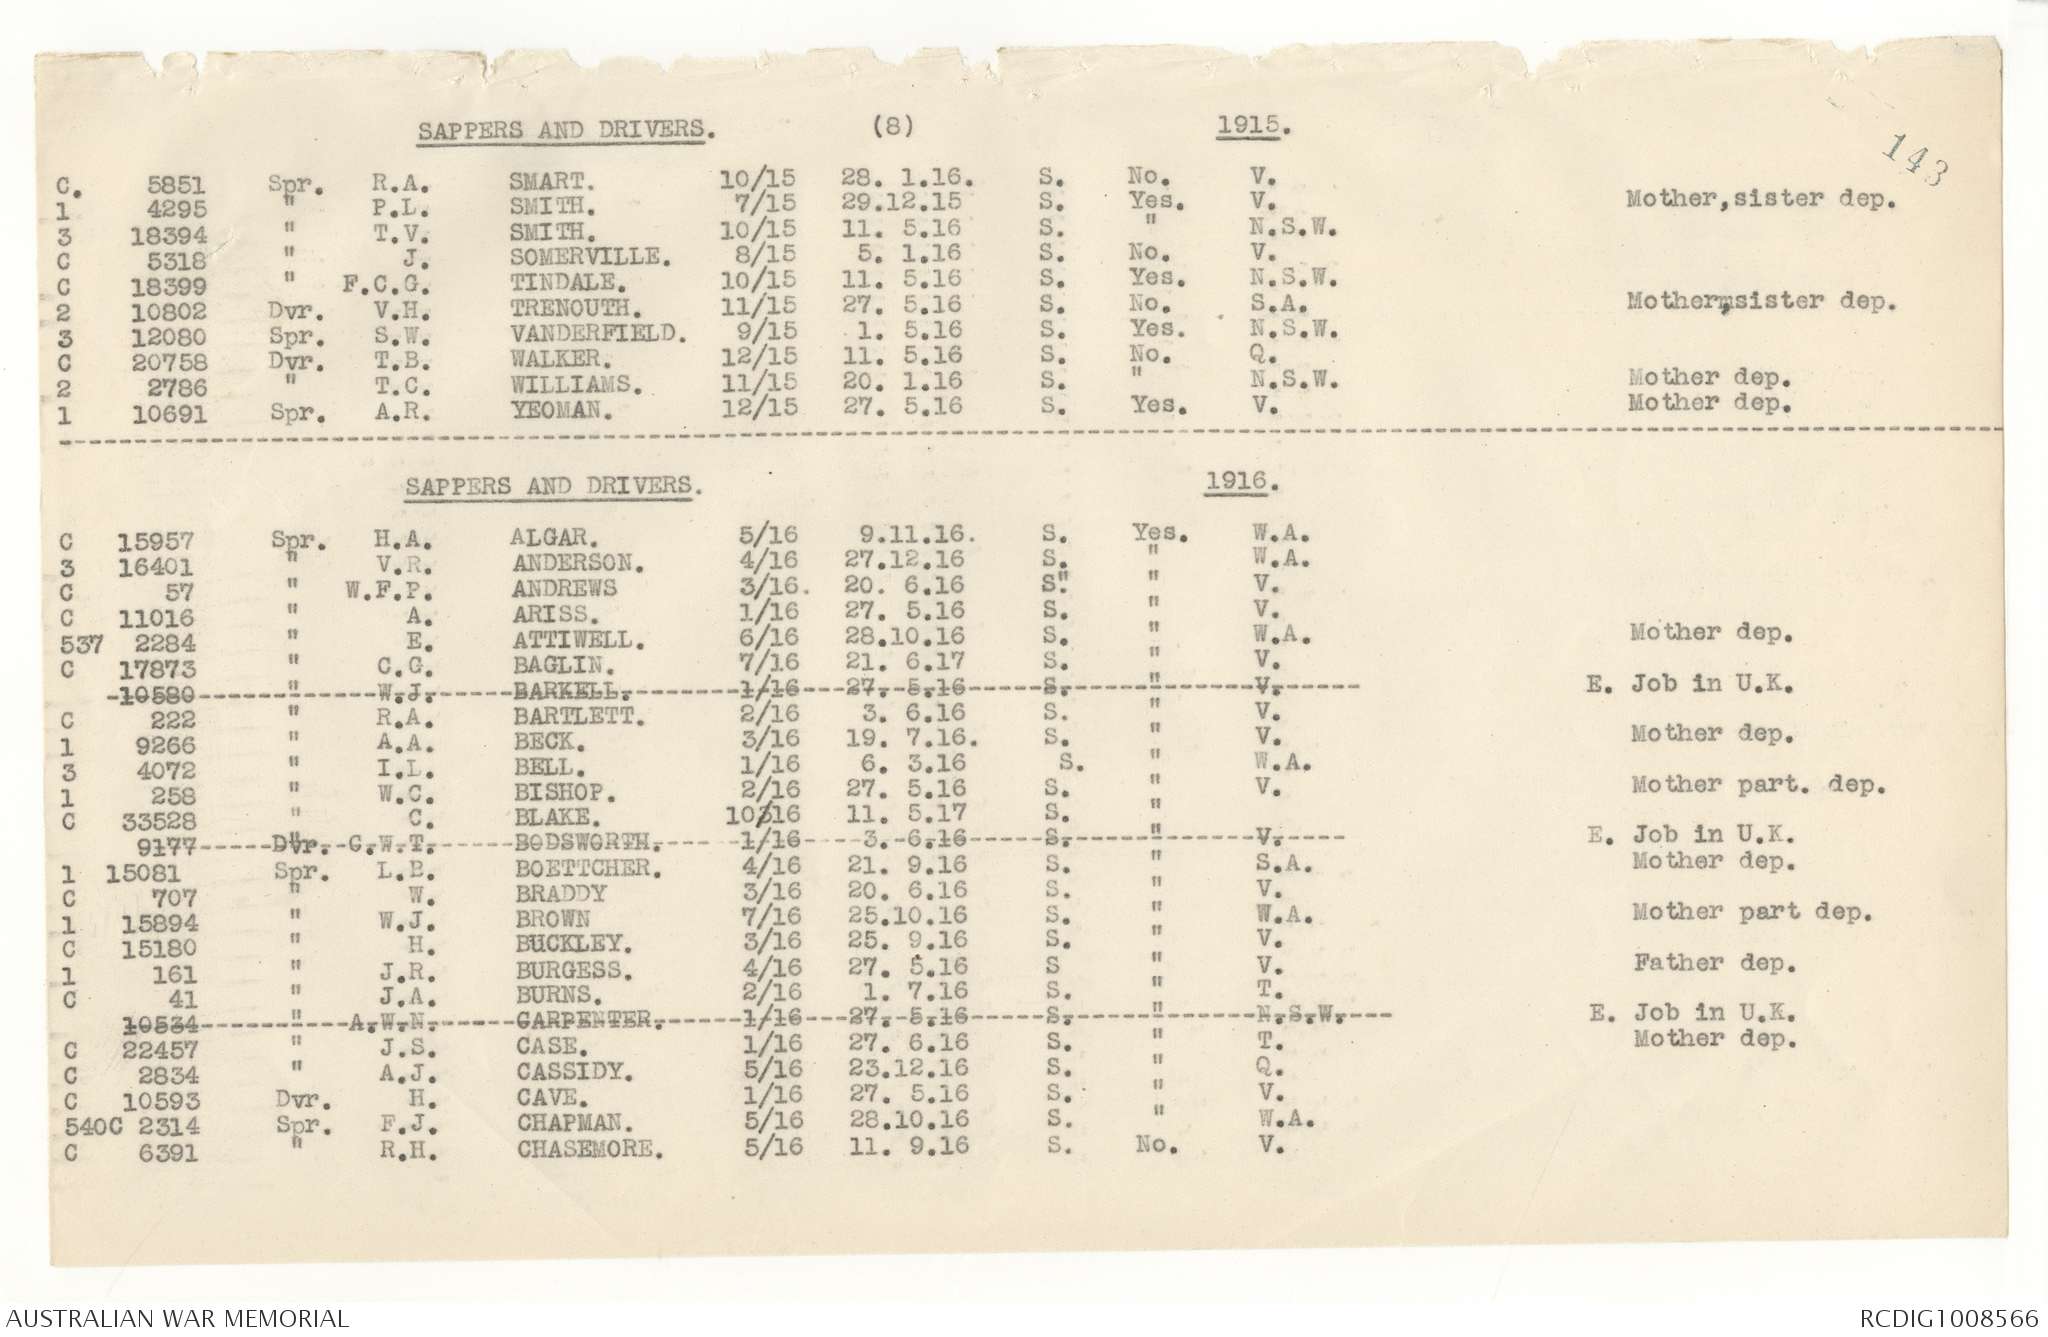 SAPPERS AND DRIVERS. (8) 1915.
143
C. 5851 Spr. R.A. SMART. 10/15 28. 1.16. S. No. V.
1 4295 " P.L. SMITH. 7/15 29.12.15 S. Yes. V. Mother,sister dep.
3 18394 " T.V. SMITH. 10/15 11. 5.16 S. " N.S.W.
C 5318 " J. SOMERVILLE. 8/15 5. 1.16 S. No. V.
C 18399 " F.C.G. TINDALE. 10/15 11. 5.16 S. Yes. N.S.W.
2 10802 Dvr. V.H. TRENOUTH. 11/15 27. 5.16 S. No. S.A. Mother,sister dep.
3 12080 Spr. S.W. VANDERFIELD. 9/15 1. 5.16 S. Yes. N.S.W.
C 20758 Dvr. T.B. WALKER. 12/15 11. 5.16 S. No. Q.
2 2786 " T.C. WILLIAMS. 11/15 20. 1.16 S. " N.S.W. Mother dep.
1 10691 Spr. A.R. YEOMAN. 12/15 27. 5.16 S. Yes. V. Mother dep.
SAPPERS AND DRIVERS. 1916.
C 15957 Spr. H.A. ALGAR. 5/16 9.11.16. S. Yes. W.A.
3 16401 " V.R. ANDERSON. 4/16 27.12.16 S. " W.A.
C 57 " W.F.P. ANDREWS 3/16. 20. 6.16 S." " V.
C 11016 " A. ARISS. 1/16 27. 5.16 S. " V.
537 2284 " E. ATTIWELL. 6/16 28.10.16 S. " W.A. Mother dep.
C 17873 " C.G. BAGLIN. 7/16 21. 6.17 S. " V.
10580 " W.J. BARKELL. 1/16 27. 5.16 S. " V. E. Job in U.K.
C 222 " R.A. BARTLETT. 2/16 3. 6.16 S. " V.
1 9266 " A.A. BECK. 3/16 19. 7.16. S. " V. Mother dep.
3 4072 " I.L. BELL. 1/16 6. 3.16 S. " W.A.
1 258 " W.C. BISHOP. 2/16 27. 5.16 S. " V. Mother part. dep.
C 33528 " C. BLAKE. 10/16 11. 5.17 S. "
9177 Dvr. C.W.T. BODSWORTH. 1/16 3. 6.16 S. " V. E. Job in U.K.
1 15081 Spr. L.B. BOETTCHER. 4/16 21. 9.16 S. " S.A. Mother dep.
C 707 " W. BRADDY 3/16 20. 6.16 S. " V.
1 15894 " W.J. BROWN 7/16 25.10.16 S. " W.A. Mother part dep.
C 15180 " H. BUCKLEY. 3/16 25. 9.16 S. " V.
1 161 " J.R. BURGESS. 4/16 27. 5.16 S " V. Father dep.
C 41 " J.A. BURNS. 2/16 1. 7.16 S. " T.
10534 " A.W.N. CARPENTER. 1/16 27. 5.16 S. " N.S.W. E. Job in U.K.
C 22457 " J.S. CASE. 1/16 27. 6.16 S. " T. Mother dep.
C 2834 " A.J. CASSIDY. 5/16 23.12.16 S. " Q.
C 10593 Dvr. H. CAVE. 1/16 27. 5.16 S. " V.
540C 2314 Spr. F.J. CHAPMAN. 5/16 28.10.16 S. " W.A.
C 6391 " R.H. CHASEMORE. 5/16 11. 9.16 S. No. V.
AUSTRALIAN WAR MEMORIAL RCDIG1008566